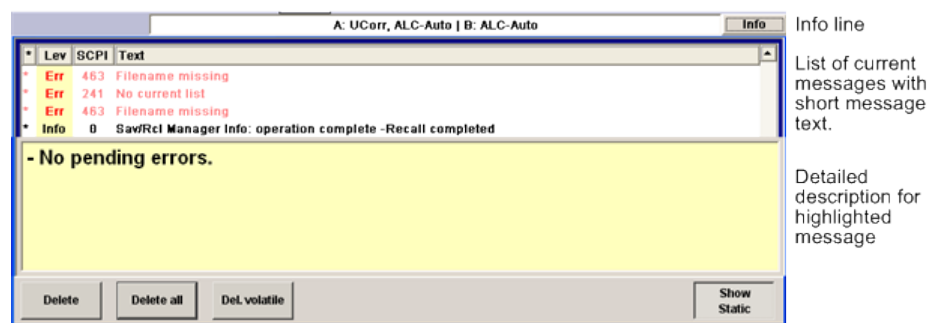 A: UCorr, ALC-Auto | B: ALC-Auto
Info
Info line
* Lev SCPI Text
* Err 463 Filename missing
* Err 241 No current list
* Err 463 Filename missing
* Info 0 Sav/Rcl Manager Info: operation complete -Recall completed
List of current
messages with
short message
text.
- No pending errors.
Detailed
description for
highlighted
message
Delete
Delete all
Del. volatile
Show
Static